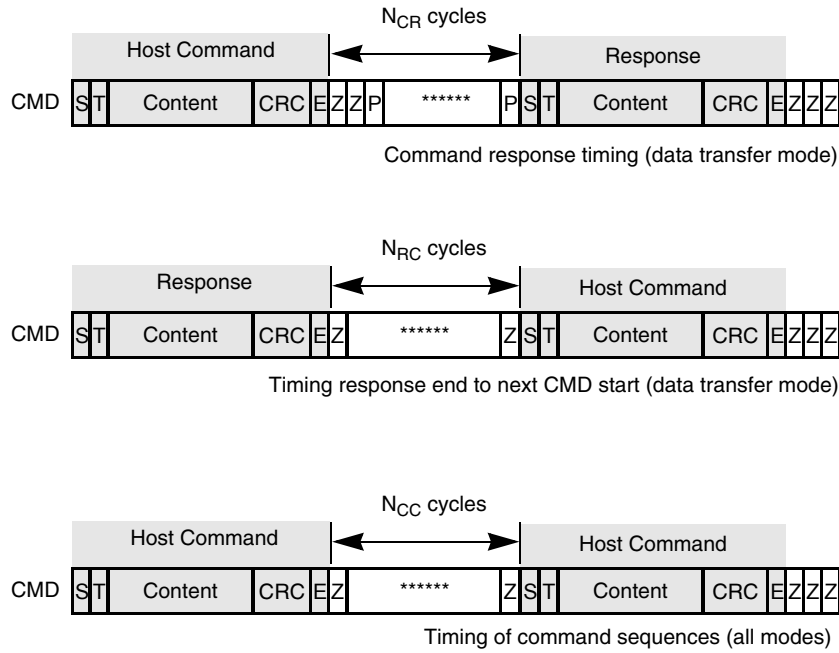 N_CR cycles
Host Command Response
CMD S T Content CRC E Z Z P ****** P S T Content CRC E Z Z Z
Command response timing (data transfer mode)
N_RC cycles
Response Host Command
CMD S T Content CRC E Z ****** Z S T Content CRC E Z Z Z
Timing response end to next CMD start (data transfer mode)
N_CC cycles
Host Command Host Command
CMD S T Content CRC E Z ****** Z S T Content CRC E Z Z Z
Timing of command sequences (all modes)